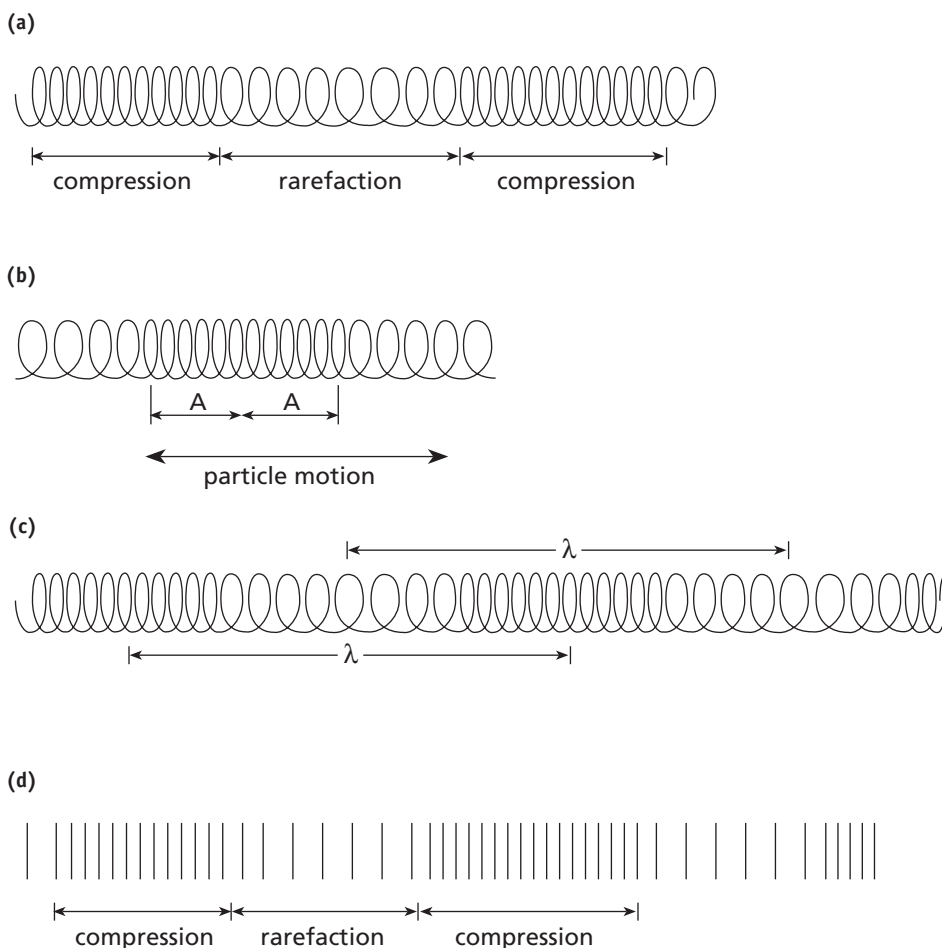 (a)
compression rarefaction compression
(b)
A A
particle motion
(c)
λ
λ
(d)
compression rarefaction compression